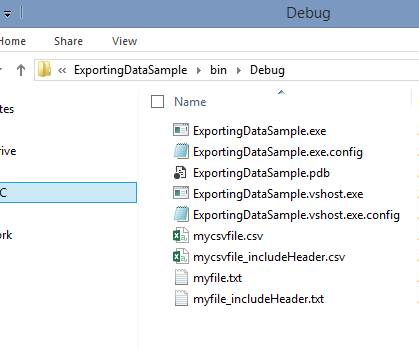 Debug
Home Share View
« ExportingDataSample bin Debug
Name
ExportingDataSample.exe
ExportingDataSample.exe.config
ExportingDataSample.pdb
ExportingDataSample.vshost.exe
ExportingDataSample.vshost.exe.config
mycsvfile.csv
mycsvfile_includeHeader.csv
myfile.txt
myfile_includeHeader.txt
tes
rive
C
ork